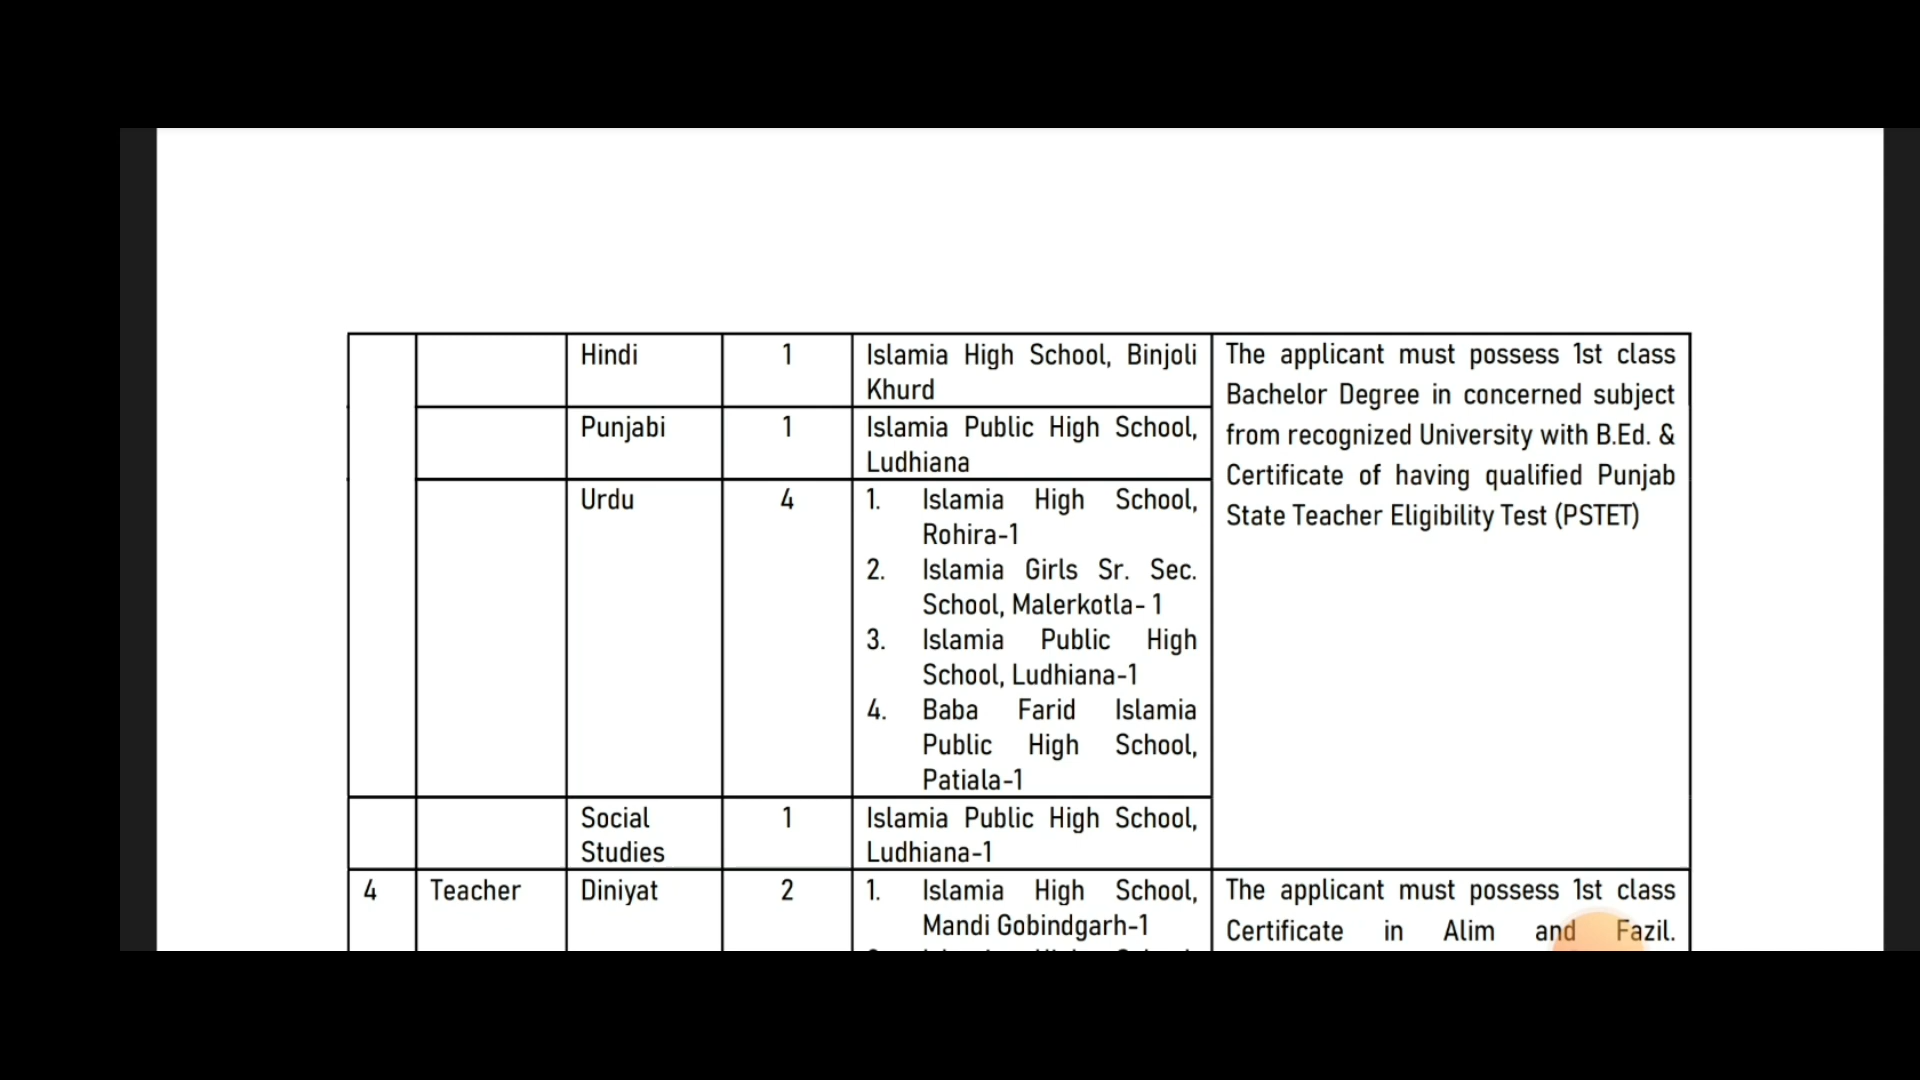 Hindi 1 Islamia High School, Binjoli
Khurd
Punjabi 1 Islamia Public High School,
Ludhiana
Urdu 4 1. Islamia High School,
Rohira-1
2. Islamia Girls Sr. Sec.
School, Malerkotla- 1
3. Islamia Public High
School, Ludhiana-1
4. Baba Farid Islamia
Public High School,
Patiala-1
Social Studies 1 Islamia Public High School,
Ludhiana-1
The applicant must possess 1st class
Bachelor Degree in concerned subject
from recognized University with B.Ed. &
Certificate of having qualified Punjab
State Teacher Eligibility Test (PSTET)
4 Teacher Diniyat 2 1. Islamia High School,
Mandi Gobindgarh-1
The applicant must possess 1st class
Certificate in Alim and Fazil.